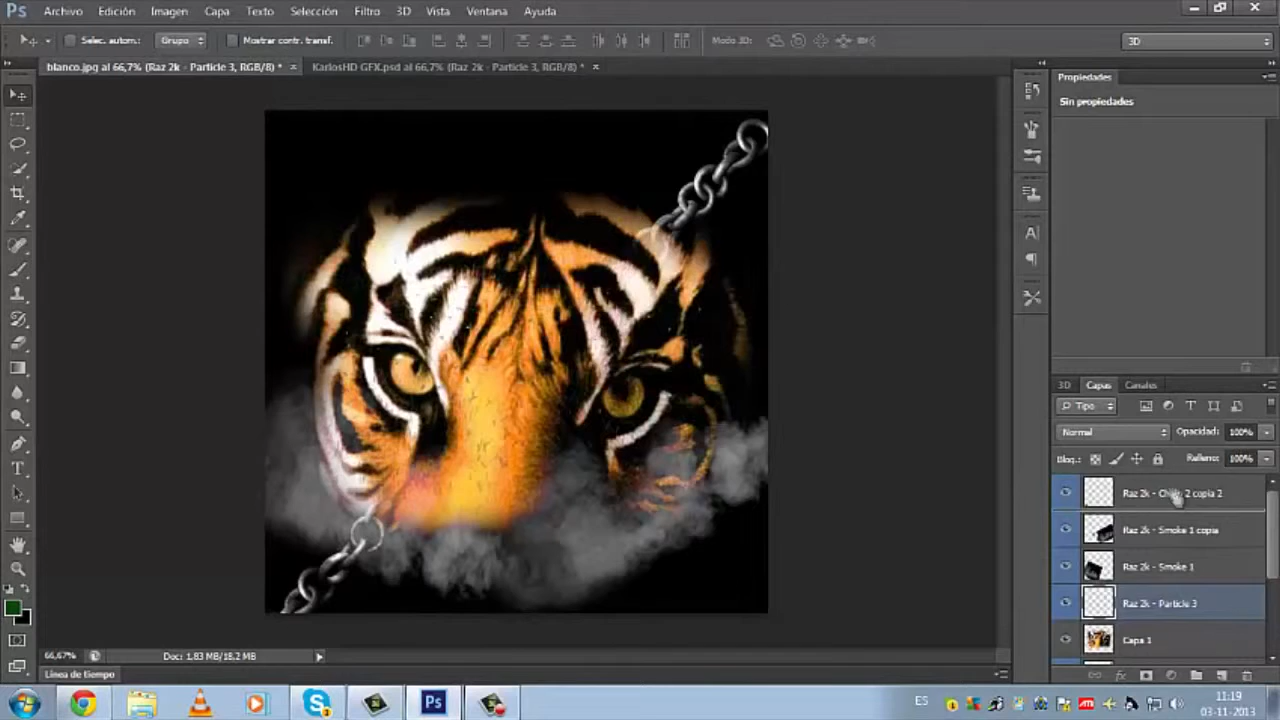 Ps Archivo Edición Imagen Capa Texto Selección Filtro 3D Vista Ventana Ayuda
Selec. autom.: Grupo Mostrar contr. transf. Modo 3D: 3D
blanco.jpg al 66,7% (Raz 2k - Particle 3, RGB/8) * × KarlosHD GFX.psd al 66,7% (Raz 2k - Particle 3, RGB/8) * ×
Propiedades
Sin propiedades
3D Capas Canales
Tipo
Normal Opacidad: 100%
Bloq.: Relleno: 100%
Raz 2k - 2 copia 2
Raz 2k - Smoke 1 copia
Raz 2k - Smoke 1
Raz 2k - Particle 3
Capa 1
66,67% Doc: 1.83 MB/18.2 MB
Línea de tiempo
Ps ES 11:19
03-11-2013